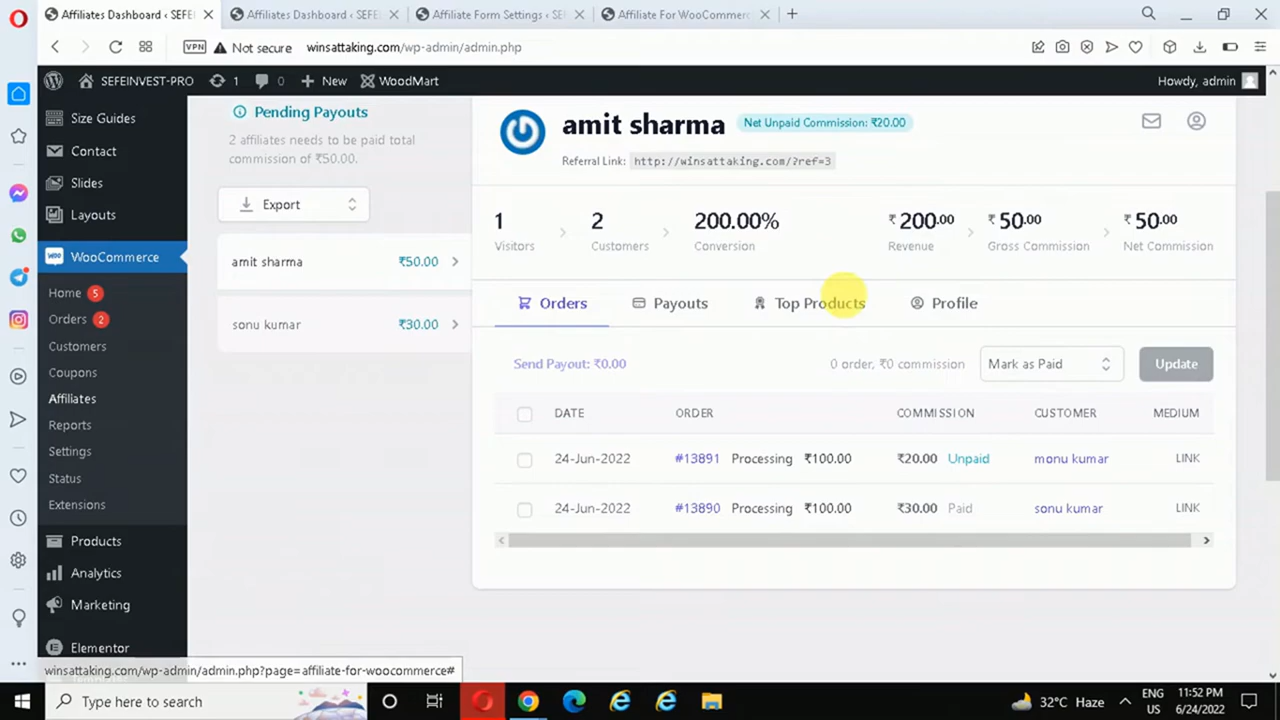 Affiliates Dashboard ‹ SEFE
Affiliates Dashboard ‹ SEFE
Affiliate Form Settings ‹ SE
Affiliate For WooCommerc
VPN
Not secure
winsattaking.com/wp-admin/admin.php
SEFEINVEST-PRO
1
0
New
WoodMart
Howdy, admin
Size Guides
Contact
Slides
Layouts
WooCommerce
Home 5
Orders 2
Customers
Coupons
Affiliates
Reports
Settings
Status
Extensions
Products
Analytics
Marketing
Elementor
Pending Payouts
2 affiliates needs to be paid total
commission of ₹50.00.
Export
amit sharma ₹50.00
sonu kumar ₹30.00
amit sharma
Net Unpaid Commission: ₹20.00
Referral Link: http://winsattaking.com/?ref=3
1 2 200.00% ₹200.00 ₹50.00 ₹50.00
Visitors Customers Conversion Revenue Gross Commission Net Commission
Orders Payouts Top Products Profile
Send Payout: ₹0.00 0 order, ₹0 commission Mark as Paid Update
DATE ORDER COMMISSION CUSTOMER MEDIUM
24-Jun-2022 #13891 Processing ₹100.00 ₹20.00 Unpaid monu kumar LINK
24-Jun-2022 #13890 Processing ₹100.00 ₹30.00 Paid sonu kumar LINK
winsattaking.com/wp-admin/admin.php?page=affiliate-for-woocommerce#
Type here to search
32°C Haze
ENG
US
11:52 PM
6/24/2022